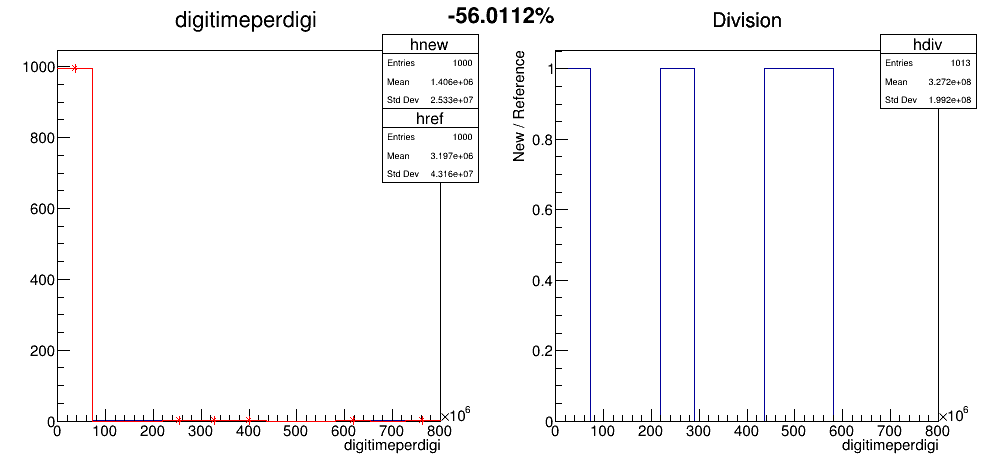 -56.0112%
digitimeperdigi
hnew
Entries 1000
Mean 1.406e+06
Std Dev 2.533e+07
href
Entries 1000
Mean 3.197e+06
Std Dev 4.316e+07
1000
800
600
400
200
0
0 100 200 300 400 500 600 700 800
×10⁶
digitimeperdigi
Division
hdiv
Entries 1013
Mean 3.272e+08
Std Dev 1.992e+08
New / Reference
1
0.8
0.6
0.4
0.2
0
0 100 200 300 400 500 600 700 800
×10⁶
digitimeperdigi